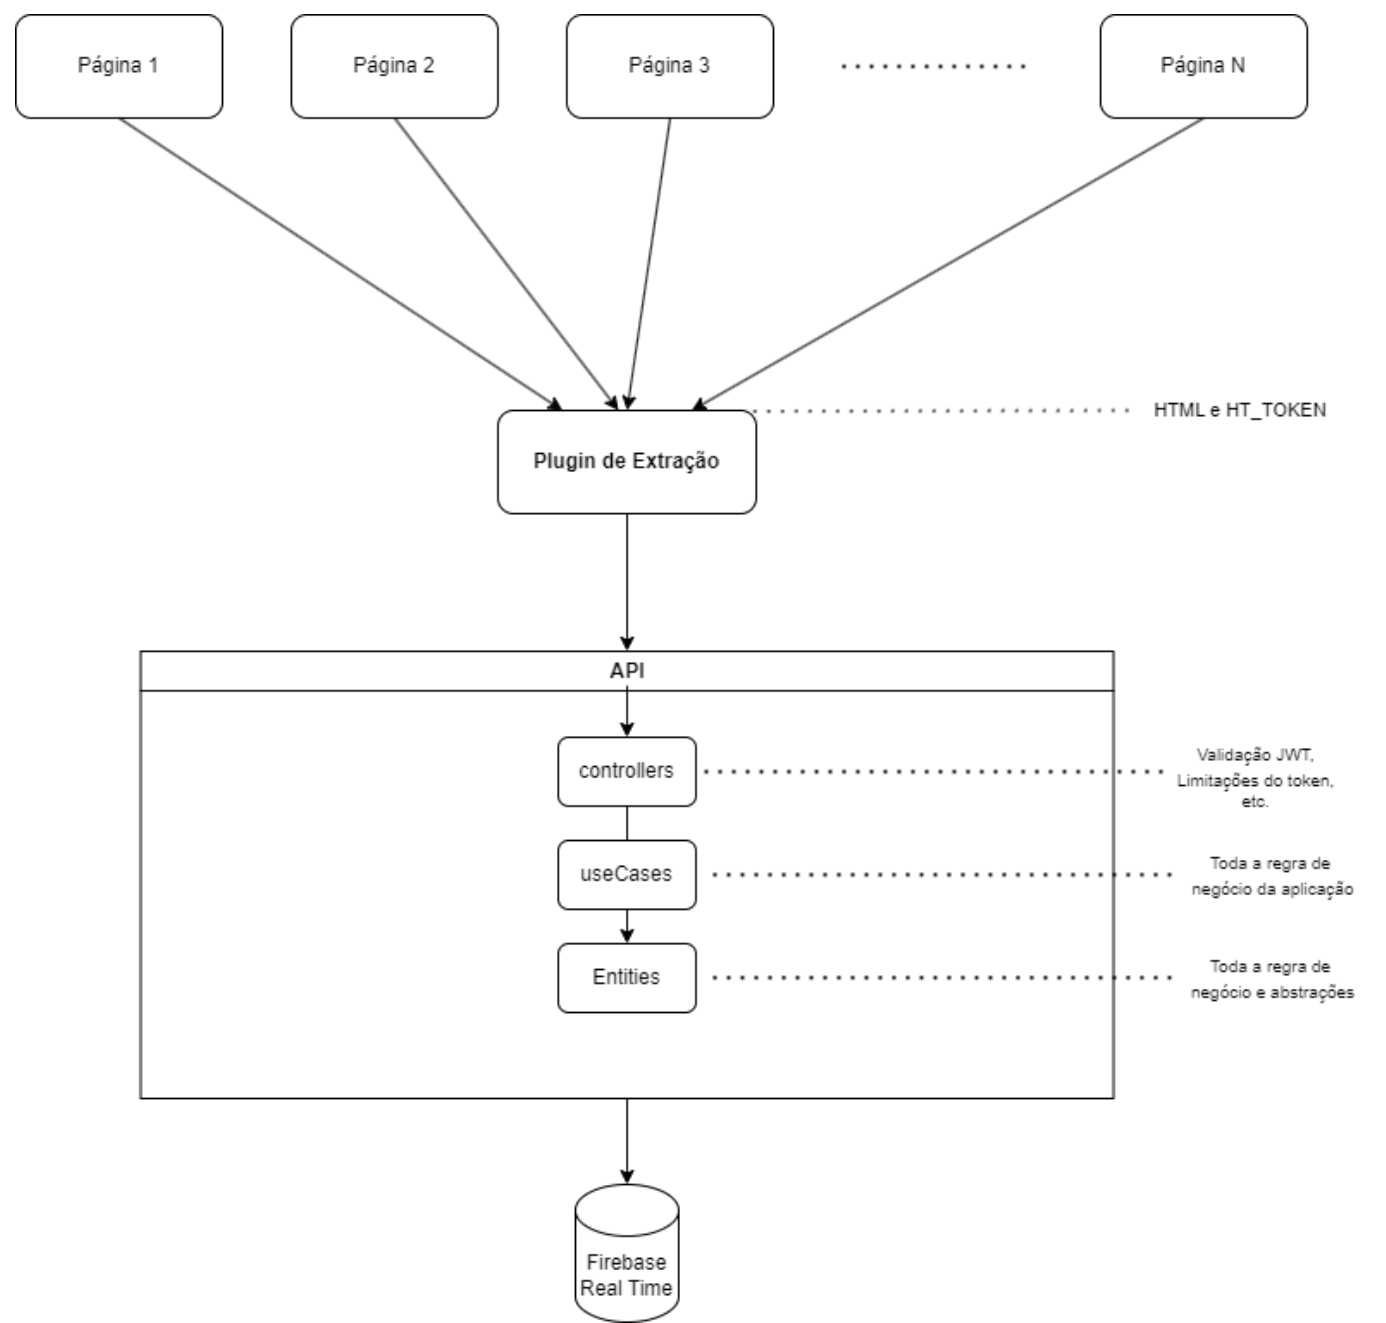 Página 1
Página 2
Página 3
Página N
HTML e HT_TOKEN
Plugin de Extração
API
controllers
Validação JWT,
Limitações do token,
etc.
useCases
Toda a regra de
negócio da aplicação
Entities
Toda a regra de
negócio e abstrações
Firebase
Real Time